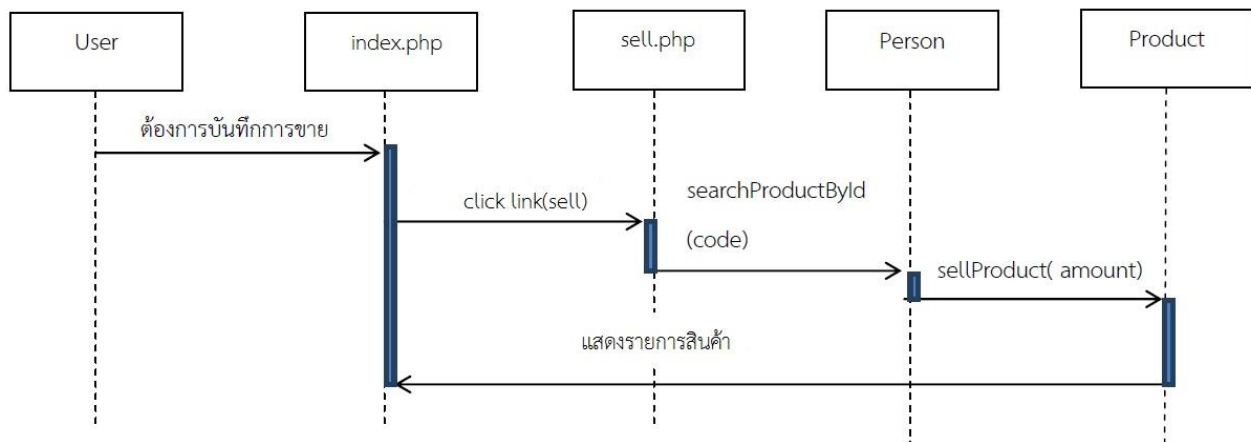 User
index.php
sell.php
Person
Product
ต้องการบันทึกการขาย
click link(sell)
searchProductById
(code)
sellProduct( amount)
แสดงรายการสินค้า